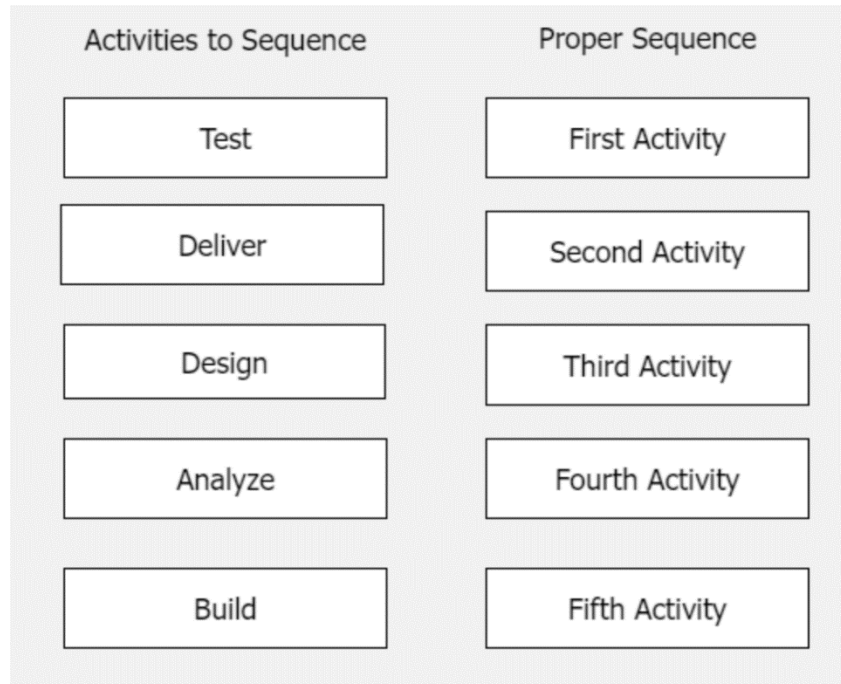 Activities to Sequence
Proper Sequence
Test
First Activity
Deliver
Second Activity
Design
Third Activity
Analyze
Fourth Activity
Build
Fifth Activity